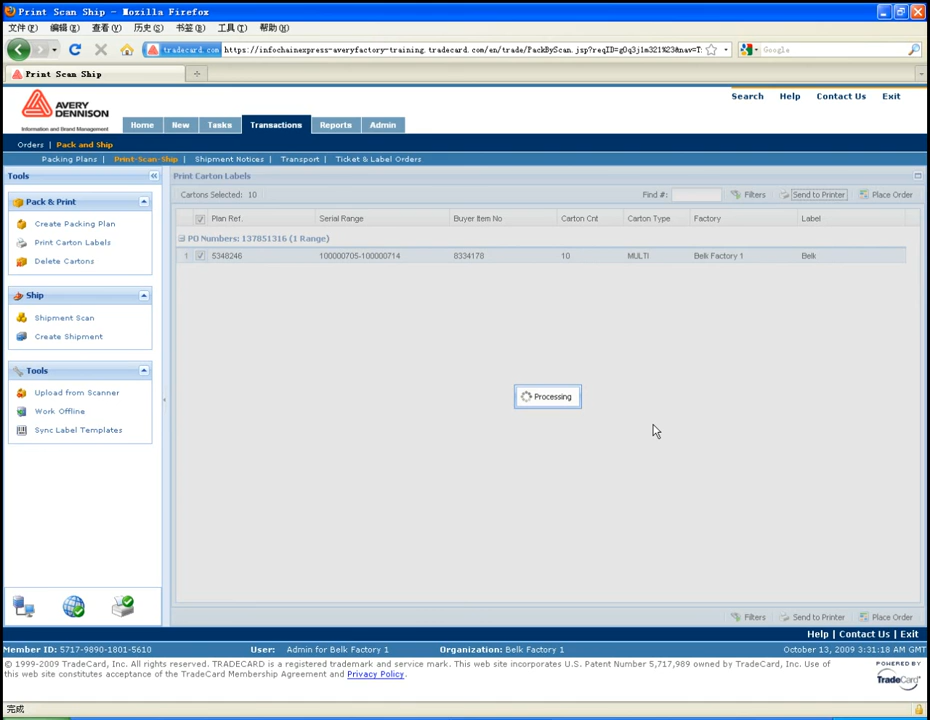 Print Scan Ship - Mozilla Firefox
文件(F) 编辑(E) 查看(V) 历史(S) 书签(B) 工具(T) 帮助(H)
tradecard.com https://infochainexpress-averyfactory-training.tradecard.com/en/trade/PackByScan.jsp?reqID=g0q3j1m321%23&nav=T: Google
Print Scan Ship
AVERY DENNISON
Information and Brand Management
Search Help Contact Us Exit
Home New Tasks Transactions Reports Admin
Orders | Pack and Ship
Packing Plans | Print-Scan-Ship | Shipment Notices | Transport | Ticket & Label Orders
Tools
Pack & Print
Create Packing Plan
Print Carton Labels
Delete Cartons
Ship
Shipment Scan
Create Shipment
Tools
Upload from Scanner
Work Offline
Sync Label Templates
Print Carton Labels
Cartons Selected: 10 Find #: Filters Send to Printer Place Order
Plan Ref. Serial Range Buyer Item No Carton Cnt Carton Type Factory Label
PO Numbers: 137851316 (1 Range)
1 5348246 100000705-100000714 8334178 10 MULTI Belk Factory 1 Belk
Processing
Filters Send to Printer Place Order
Help | Contact Us | Exit
Member ID: 5717-9890-1801-5610 User: Admin for Belk Factory 1 Organization: Belk Factory 1 October 13, 2009 3:31:18 AM GMT
© 1999-2009 TradeCard, Inc. All rights reserved. TRADECARD is a registered trademark and service mark. This web site incorporates U.S. Patent Number 5,717,989 owned by TradeCard, Inc. Use of
this web site constitutes acceptance of the TradeCard Membership Agreement and Privacy Policy.
POWERED BY
TradeCard
完成